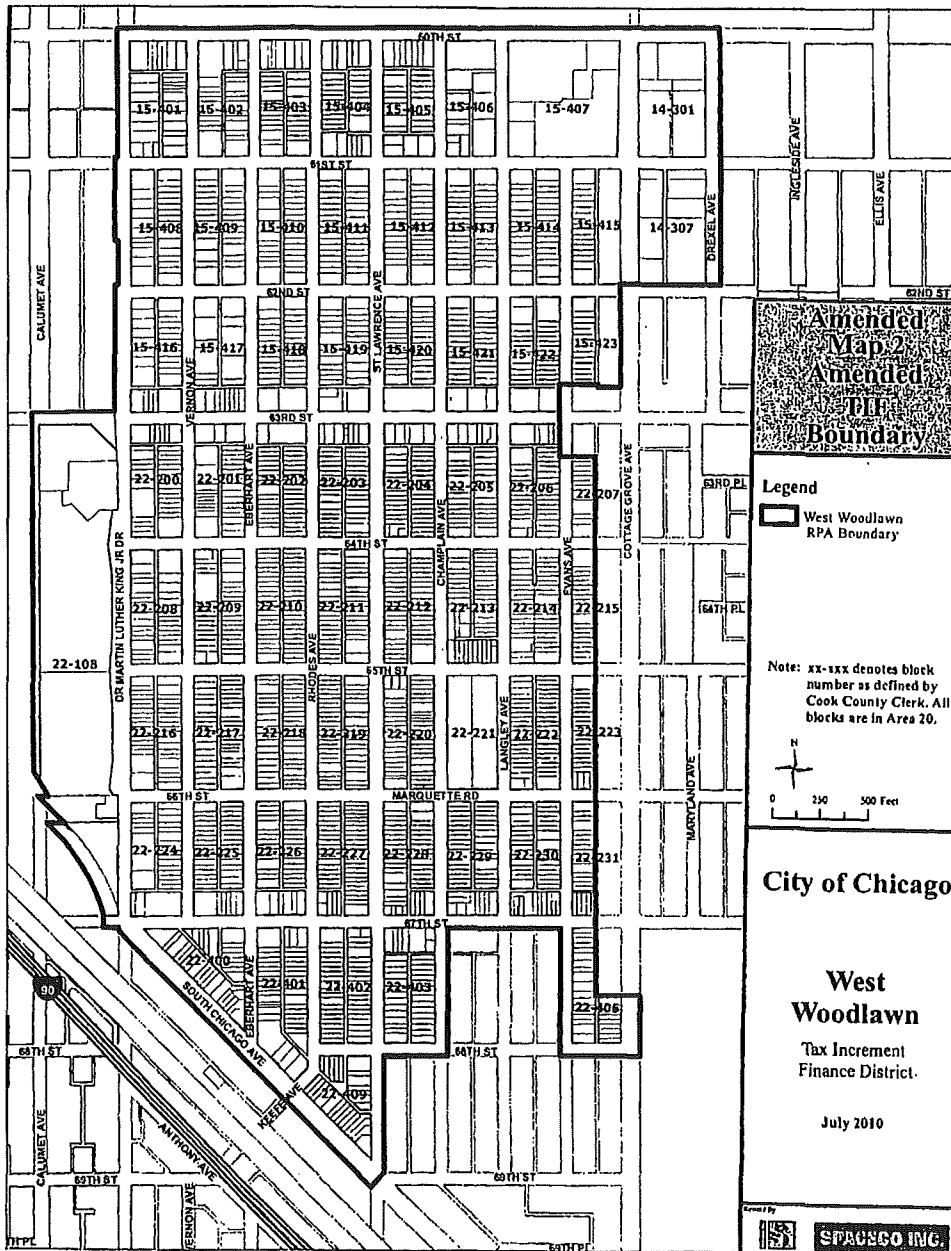 60TH ST
15-401 15-402 15-403 15-404 15-405 15-406 15-407 14-301
INGLESIDE AVE
ELLIS AVE
61ST ST
15-408 15-409 15-410 15-411 15-412 15-413 15-414 15-415 14-307
DREXEL AVE
CALUMET AVE
ST LAWRENCE AVE
62ND ST
62ND ST
15-416 15-417 15-418 15-419 15-420 15-421 15-422 15-423
VERNON AVE
63RD ST
22-200 22-201 22-202 22-203 22-204 22-205 22-206 22-207
EBERHART AVE
CHAMPLAIN AVE
COTTAGE GROVE AVE
63RD PL
64TH ST
DR MARTIN LUTHER KING JR DR
EVANS AVE
22-208 22-209 22-210 22-211 22-212 22-213 22-214 22-215
64TH PL
22-108
RHODES AVE
65TH ST
LANGLEY AVE
22-216 22-217 22-218 22-219 22-220 22-221 22-222 22-223
MARYLAND AVE
66TH ST
MARQUETTE RD
22-224 22-225 22-226 22-227 22-228 22-229 22-230 22-231
67TH ST
22-400
22-401 22-402 22-403
22-406
EBERHART AVE
SOUTH CHICAGO AVE
90
68TH ST
68TH ST
22-409
KEEFE AVE
CALUMET AVE
ANTHONY AVE
69TH ST
69TH ST
VERNON AVE
TH PL
69TH PL
Amended
Map 2
Amended
TIF
Boundary
Legend
West Woodlawn
RPA Boundary
Note: xx-xxx denotes block
number as defined by
Cook County Clerk. All
blocks are in Area 20.
N
0 250 500 Feet
City of Chicago
West
Woodlawn
Tax Increment
Finance District
July 2010
SPACECO INC.